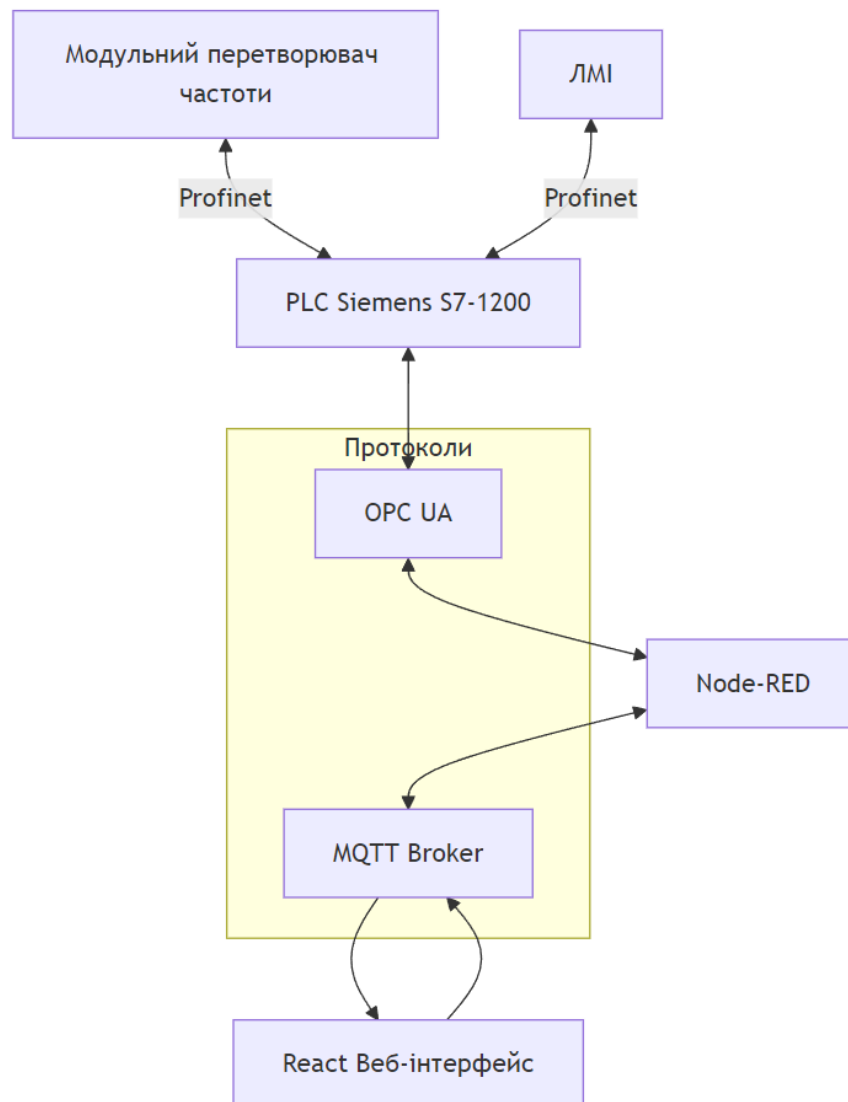 Модульний перетворювач
частоти
ЛМІ
Profinet
Profinet
PLC Siemens S7-1200
Протоколи
OPC UA
Node-RED
MQTT Broker
React Веб-інтерфейс